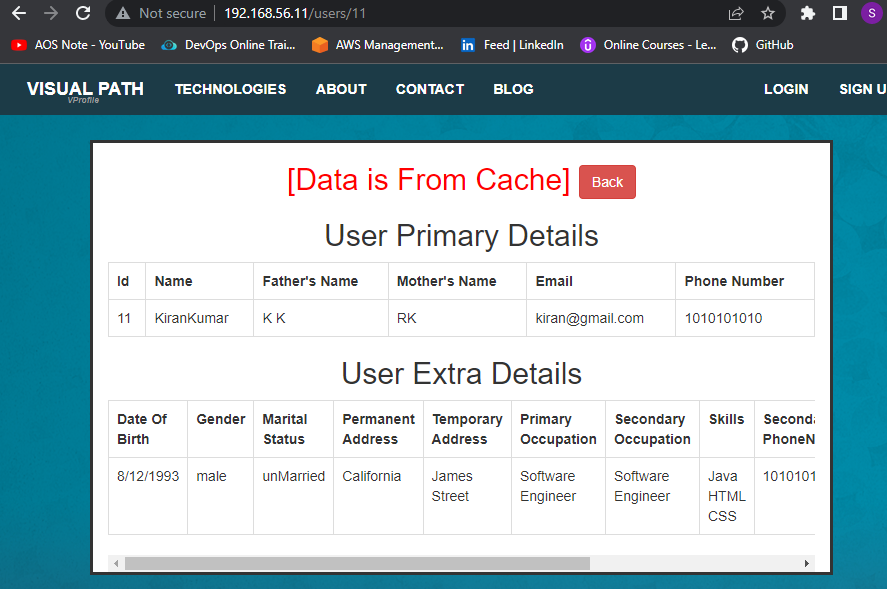 Not secure | 192.168.56.11/users/11
S
AOS Note - YouTube DevOps Online Trai... AWS Management... Feed | LinkedIn Online Courses - Le... GitHub
VISUAL PATH TECHNOLOGIES ABOUT CONTACT BLOG LOGIN SIGN U
VProfile
[Data is From Cache] Back
User Primary Details
Id Name Father's Name Mother's Name Email Phone Number
11 KiranKumar K K RK kiran@gmail.com 1010101010
User Extra Details
Date Of Gender Marital Permanent Temporary Primary Secondary Skills Seconda
Birth Status Address Address Occupation Occupation PhoneN
8/12/1993 male unMarried California James Software Software Java 1010101
Street Engineer Engineer HTML
CSS